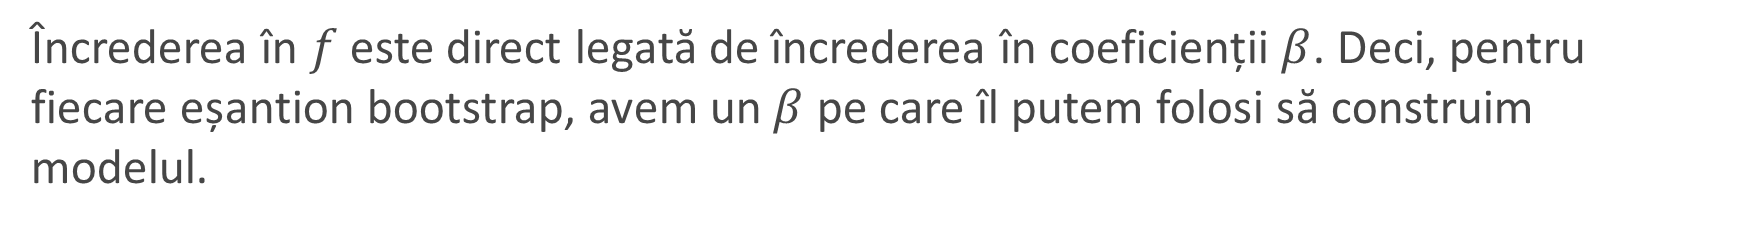 Încrederea în f este direct legată de încrederea în coeficienții β. Deci, pentru
fiecare eșantion bootstrap, avem un β pe care îl putem folosi să construim
modelul.